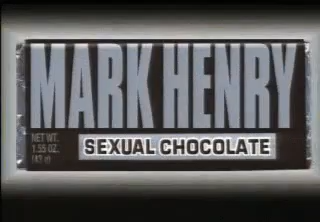 MARK HENRY
SEXUAL CHOCOLATE
NET WT.
1.55 OZ.
(43 g)